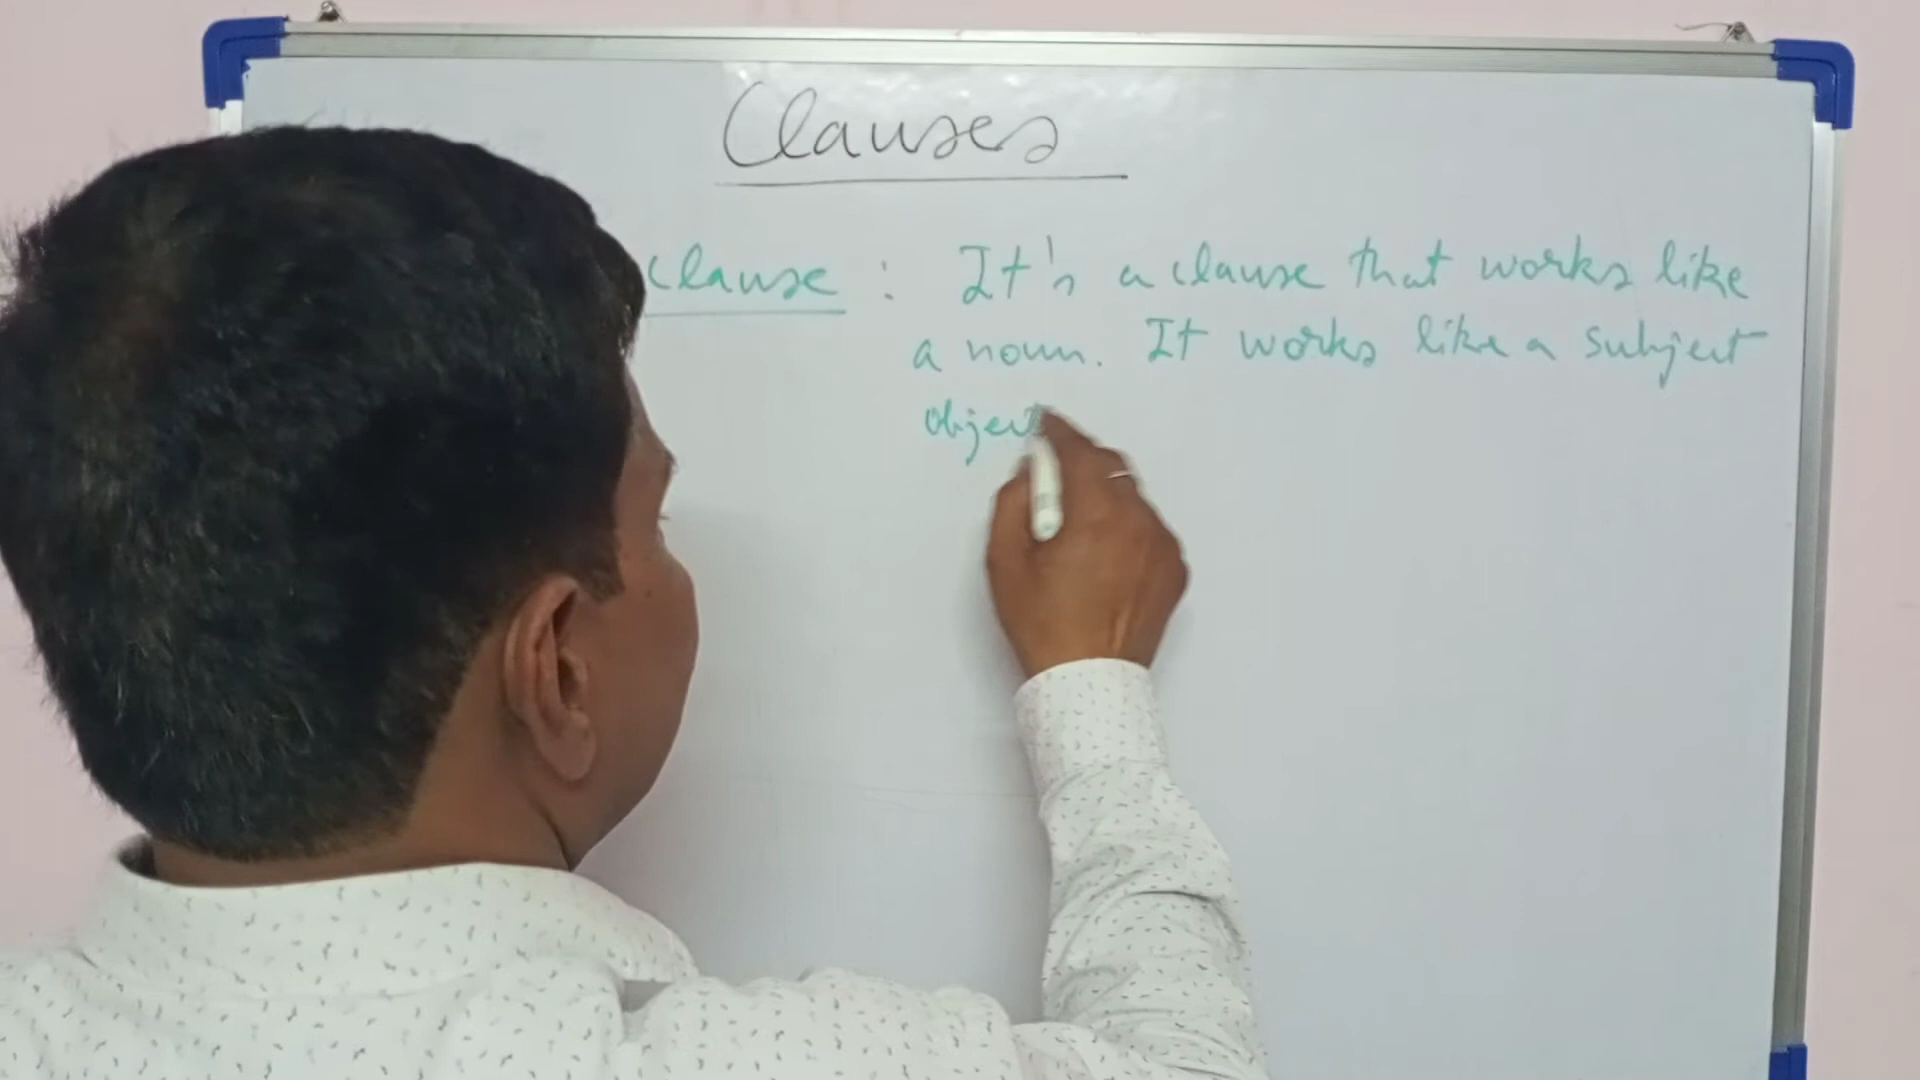 Clauses
Clause : It's a clause that works like
a noun. It works like a subject
object